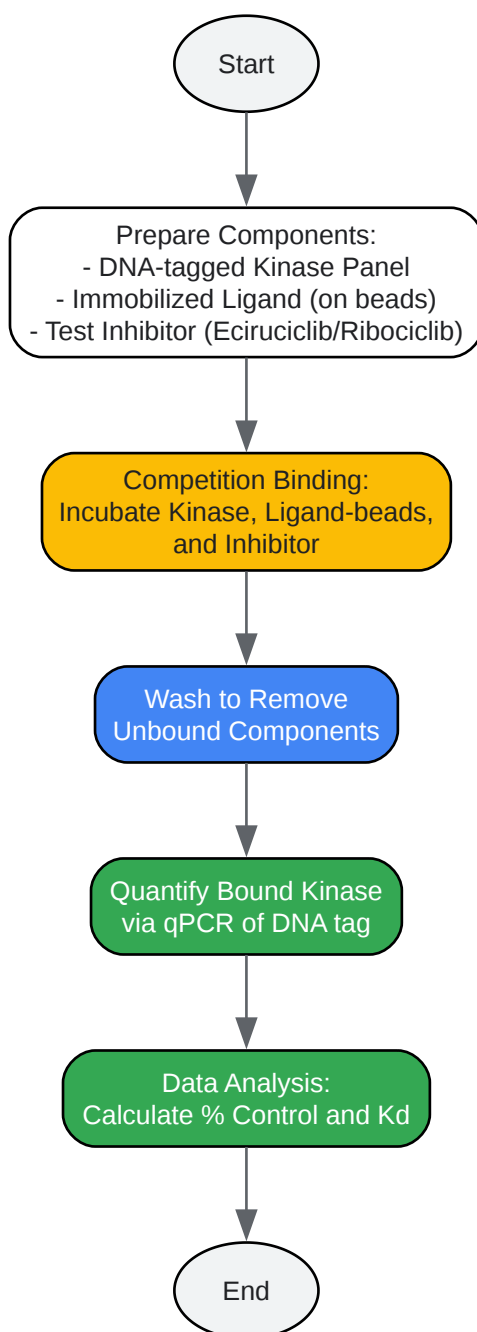 Start
Prepare Components:
- DNA-tagged Kinase Panel
- Immobilized Ligand (on beads)
- Test Inhibitor (Eciruciclib/Ribociclib)
Competition Binding:
Incubate Kinase, Ligand-beads,
and Inhibitor
Wash to Remove
Unbound Components
Quantify Bound Kinase
via qPCR of DNA tag
Data Analysis:
Calculate % Control and Kd
End